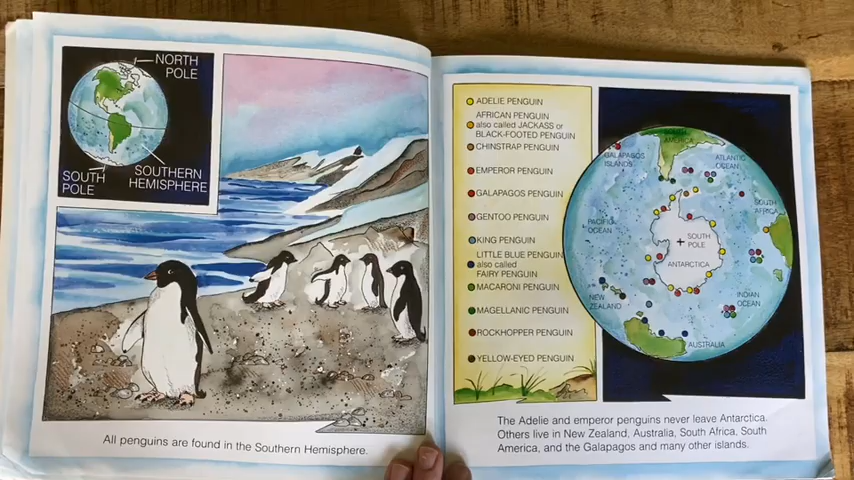 NORTH
POLE
SOUTH
POLE
SOUTHERN
HEMISPHERE
All penguins are found in the Southern Hemisphere.
ADELIE PENGUIN
AFRICAN PENGUIN
also called JACKASS or
BLACK-FOOTED PENGUIN
CHINSTRAP PENGUIN
EMPEROR PENGUIN
GALAPAGOS PENGUIN
GENTOO PENGUIN
KING PENGUIN
LITTLE BLUE PENGUIN
also called
FAIRY PENGUIN
MACARONI PENGUIN
MAGELLANIC PENGUIN
ROCKHOPPER PENGUIN
YELLOW-EYED PENGUIN
GALAPAGOS
ISLANDS
SOUTH
AMERICA
ATLANTIC
OCEAN
SOUTH
AFRICA
PACIFIC
OCEAN
SOUTH
POLE
ANTARCTICA
NEW
ZEALAND
INDIAN
OCEAN
AUSTRALIA
The Adelie and emperor penguins never leave Antarctica.
Others live in New Zealand, Australia, South Africa, South
America, and the Galapagos and many other islands.